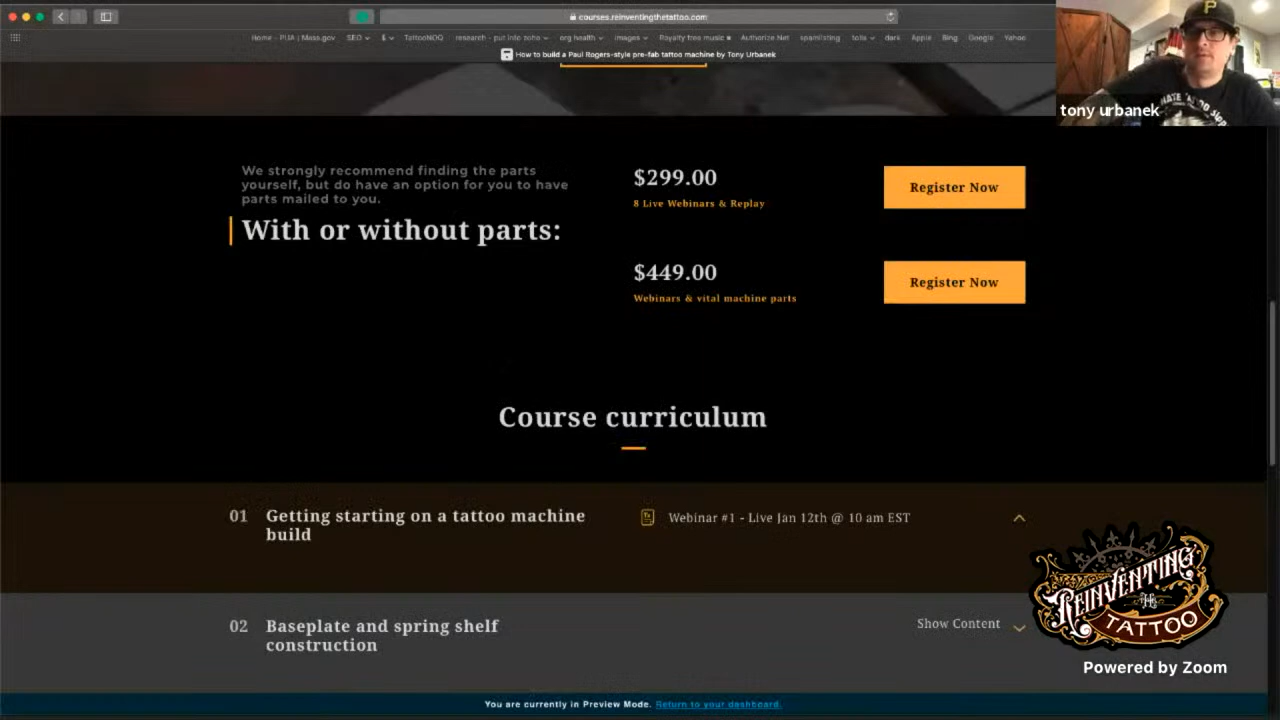 courses.reinventingthetattoo.com
Home - PUA | Mass.gov SEO TattooNOQ research - put into zoho org health images Royalty free music Authorize Net spamlisting dark Apple Bing Google Yahoo
How to build a Paul Rogers-style pre-fab tattoo machine by Tony Urbanek
P
tony urbanek
We strongly recommend finding the parts
yourself, but do have an option for you to have
parts mailed to you.
With or without parts:
$299.00
8 Live Webinars & Replay
Register Now
$449.00
Webinars & vital machine parts
Register Now
Course curriculum
01 Getting starting on a tattoo machine
build
Webinar #1 - Live Jan 12th @ 10 am EST
02 Baseplate and spring shelf
construction
Show Content
REINVENTING
THE
TATTOO
Powered by Zoom
You are currently in Preview Mode. Return to your dashboard.